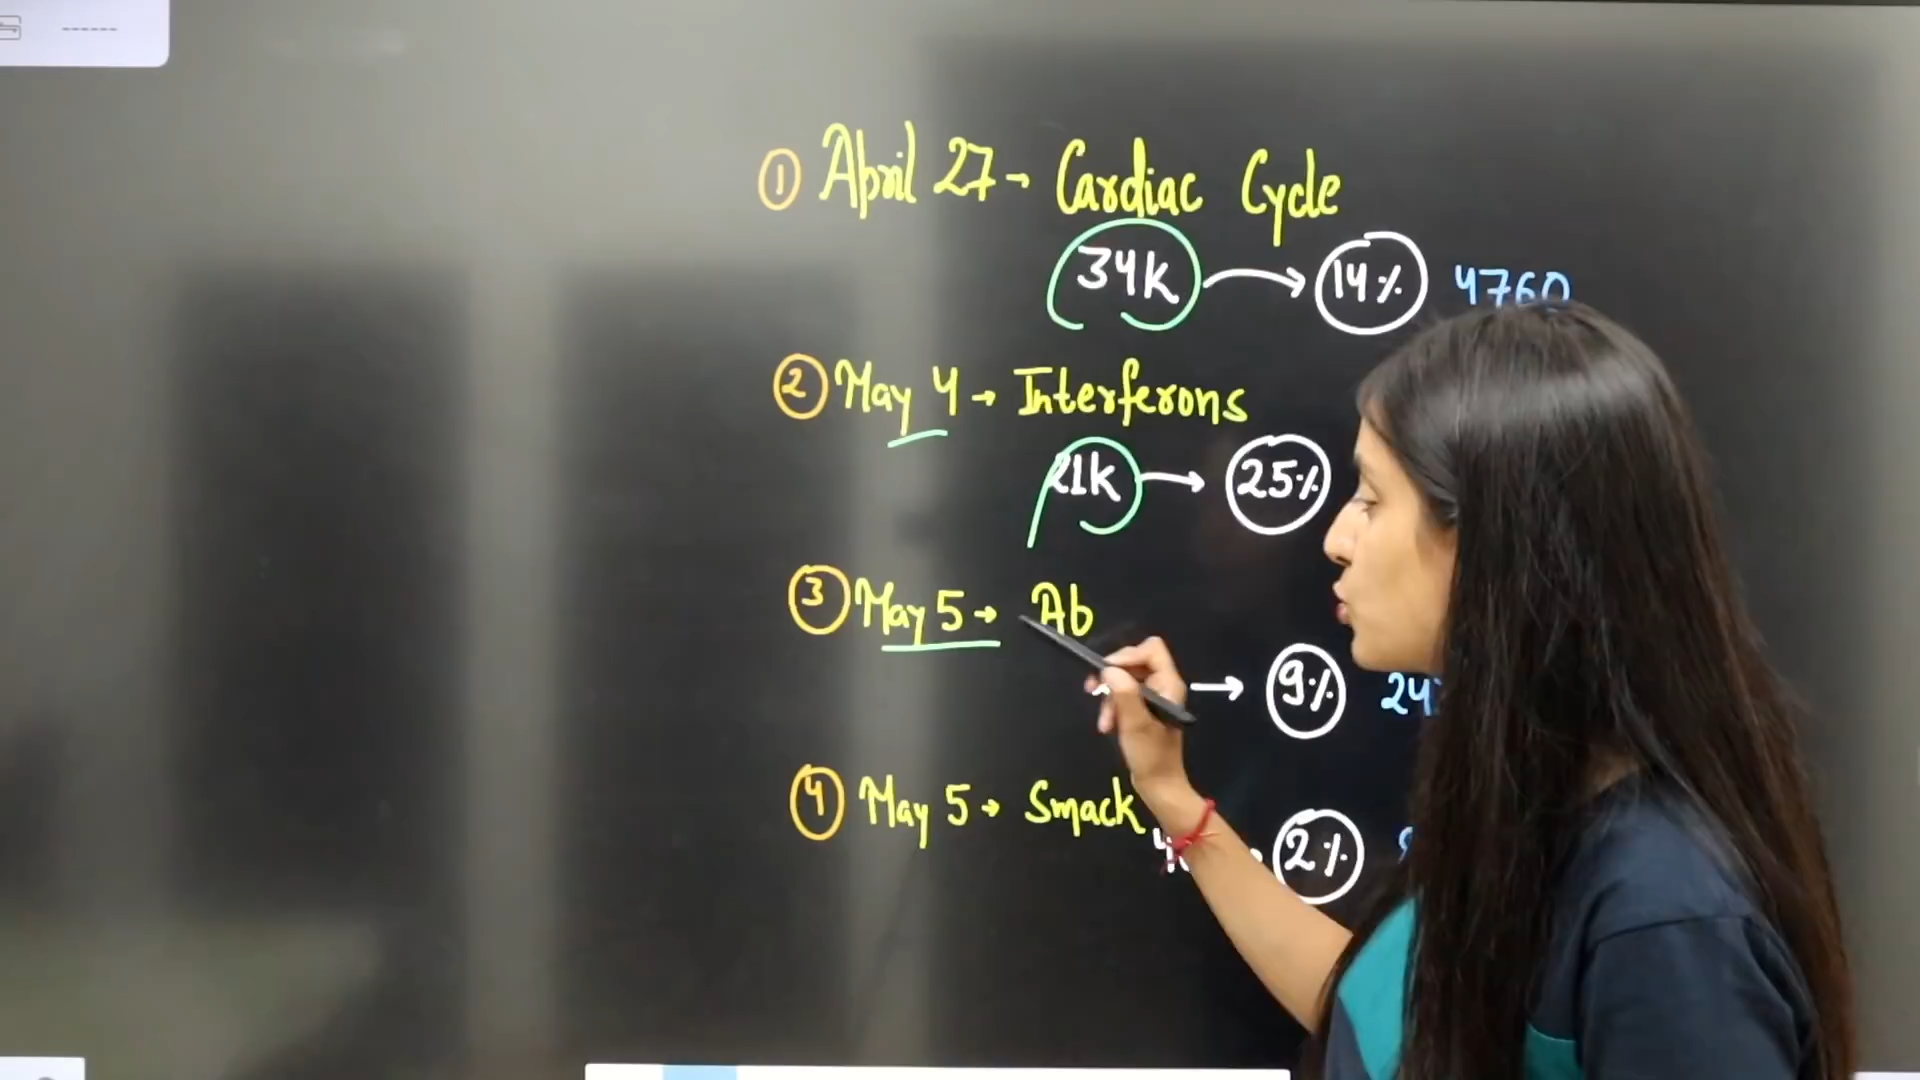 ① April 27 → Cardiac Cycle
34k → 14% 4760
② May 4 → Interferons
21k → 25%
③ May 5 → Ab
→ 9% 24
④ May 5 → Smack
2%